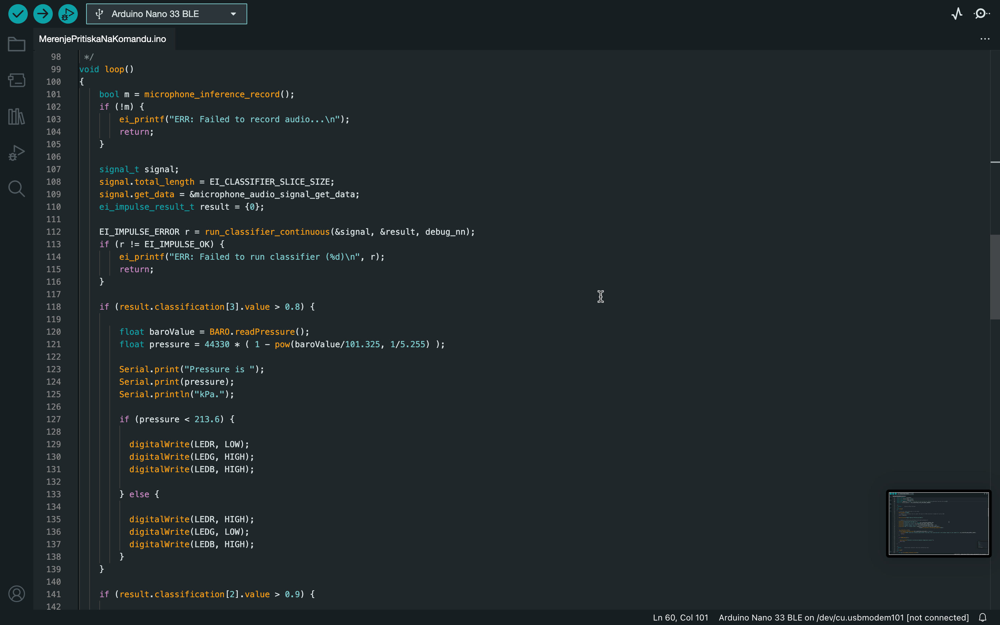 Arduino Nano 33 BLE
MerenjePritiskaNaKomandu.ino
98 */
99 void loop()
100 {
101 bool m = microphone_inference_record();
102 if (!m) {
103 ei_printf("ERR: Failed to record audio...\n");
104 return;
105 }
106
107 signal_t signal;
108 signal.total_length = EI_CLASSIFIER_SLICE_SIZE;
109 signal.get_data = &microphone_audio_signal_get_data;
110 ei_impulse_result_t result = {0};
111
112 EI_IMPULSE_ERROR r = run_classifier_continuous(&signal, &result, debug_nn);
113 if (r != EI_IMPULSE_OK) {
114 ei_printf("ERR: Failed to run classifier (%d)\n", r);
115 return;
116 }
117
118 if (result.classification[3].value > 0.8) {
119
120 float baroValue = BARO.readPressure();
121 float pressure = 44330 * ( 1 - pow(baroValue/101.325, 1/5.255) );
122
123 Serial.print("Pressure is ");
124 Serial.print(pressure);
125 Serial.println("kPa.");
126
127 if (pressure < 213.6) {
128
129 digitalWrite(LEDR, LOW);
130 digitalWrite(LEDG, HIGH);
131 digitalWrite(LEDB, HIGH);
132
133 } else {
134
135 digitalWrite(LEDR, HIGH);
136 digitalWrite(LEDG, LOW);
137 digitalWrite(LEDB, HIGH);
138 }
139 }
140
141 if (result.classification[2].value > 0.9) {
142
Ln 60, Col 101 Arduino Nano 33 BLE on /dev/cu.usbmodem101 [not connected]